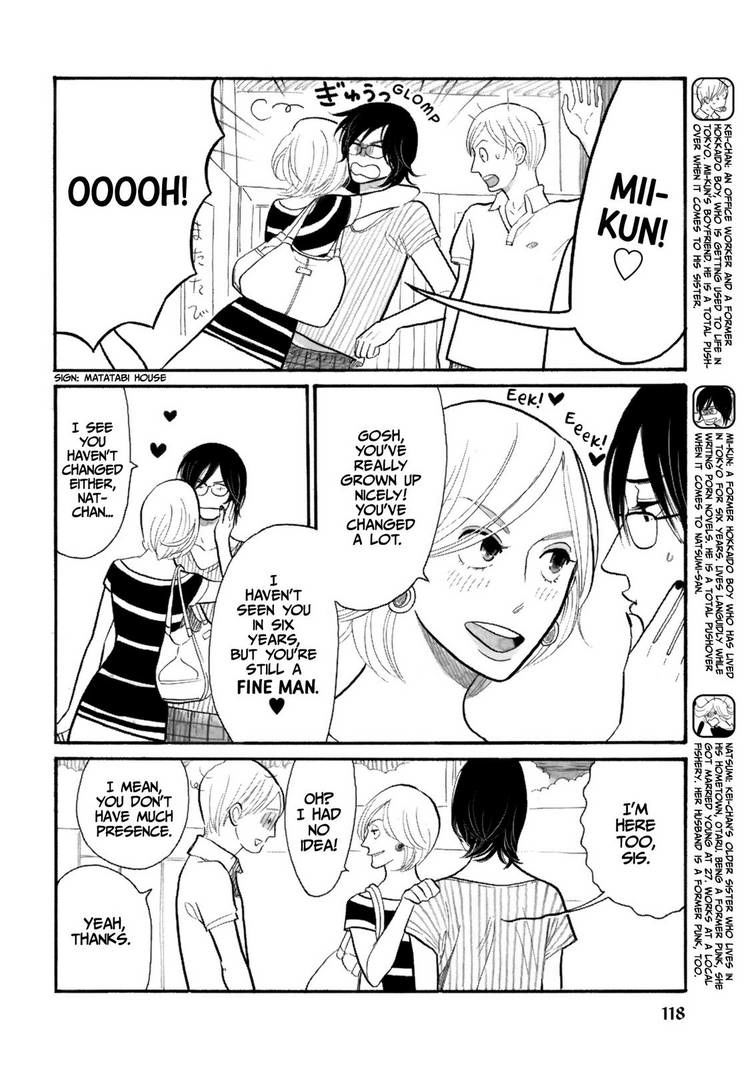 MII-
KUN!
♡
ぎゅうっ
GLOMP
OOOOH!
またたび
SIGN: MATATABI HOUSE
EEK! ♥
EEEK!
GOSH,
YOU'VE
REALLY
GROWN UP
NICELY!
YOU'VE
CHANGED
A LOT.
I
HAVEN'T
SEEN YOU
IN SIX
YEARS,
BUT YOU'RE
STILL A
FINE MAN.
♥
I SEE
YOU
HAVEN'T
CHANGED
EITHER,
NAT-
CHAN...
I'M
HERE
TOO,
SIS.
OH?
I HAD
NO
IDEA!
I MEAN,
YOU DON'T
HAVE MUCH
PRESENCE.
YEAH,
THANKS.
KEI-CHAN: AN OFFICE WORKER AND A FORMER
HOKKAIDO BOY, WHO IS GETTING USED TO LIFE IN
TOKYO. MII-KUN'S BOYFRIEND. HE IS A TOTAL PUSH-
OVER WHEN IT COMES TO HIS SISTER.
MII-KUN: A FORMER HOKKAIDO BOY WHO HAS LIVED
IN TOKYO FOR SIX YEARS. LIVES LANGUIDLY WHILE
WRITING PORN NOVELS. HE IS A TOTAL PUSHOVER
WHEN IT COMES TO NATSUMI-SAN.
NATSUMI: KEI-CHAN'S OLDER SISTER WHO LIVES IN
HIS HOMETOWN, OTARU. BEING A FORMER PUNK, SHE
GOT MARRIED YOUNG AT 27. WORKS AT A LOCAL
FISHERY. HER HUSBAND IS A FORMER PUNK, TOO.
118